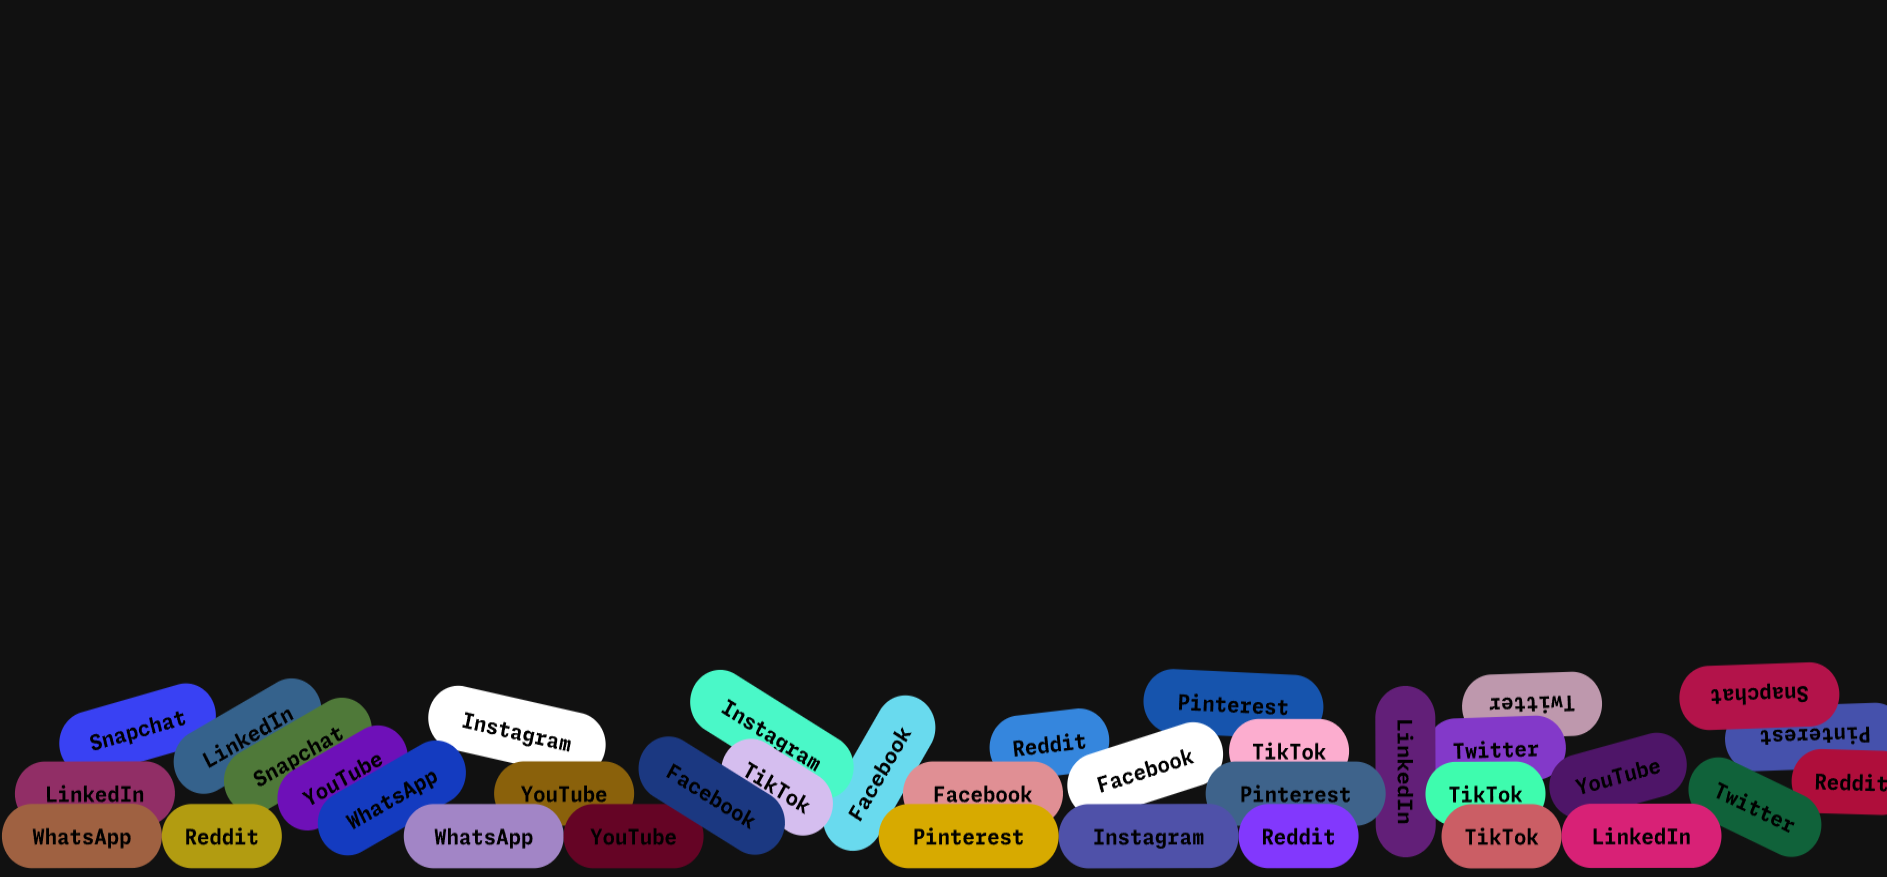 Snapchat
LinkedIn
Snapchat
YouTube
WhatsApp
LinkedIn
WhatsApp
Reddit
Instagram
YouTube
WhatsApp
YouTube
Instagram
Facebook
TikTok
Facebook
Facebook
Pinterest
Reddit
Facebook
Pinterest
TikTok
Pinterest
Instagram
Reddit
LinkedIn
Twitter
Twitter
TikTok
YouTube
TikTok
LinkedIn
Snapchat
Pinterest
Reddit
Twitter